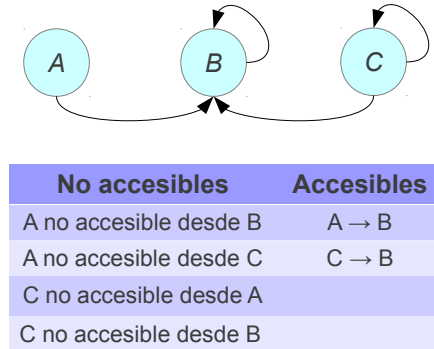 A B C
No accesibles Accesibles
A no accesible desde B A → B
A no accesible desde C C → B
C no accesible desde A
C no accesible desde B